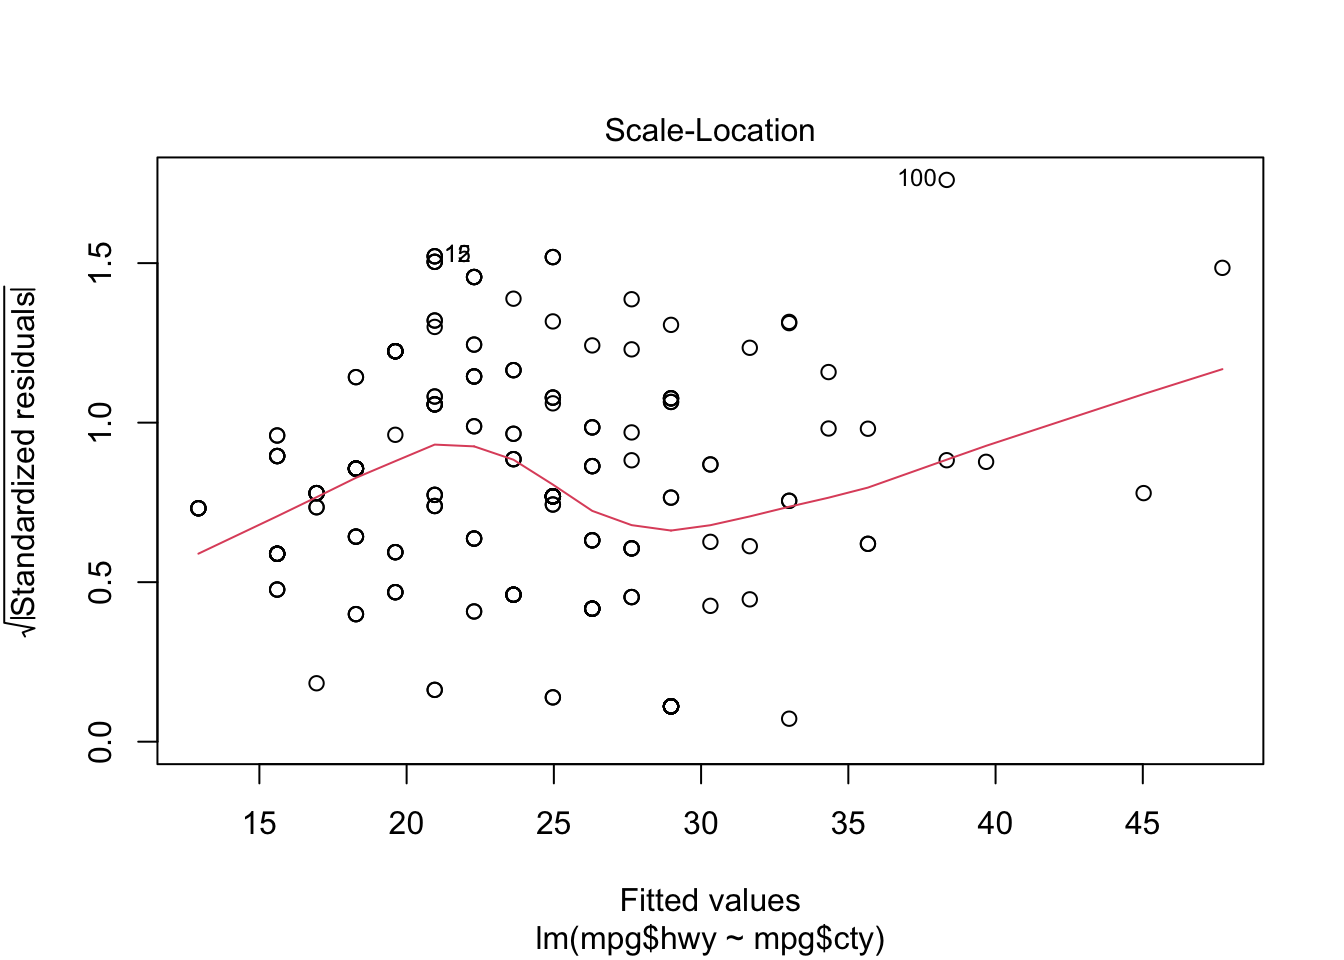 Scale-Location
√|Standardized residuals|
1.5
1.0
0.5
0.0
100
15 20 25 30 35 40 45
Fitted values
lm(mpg$hwy ~ mpg$cty)